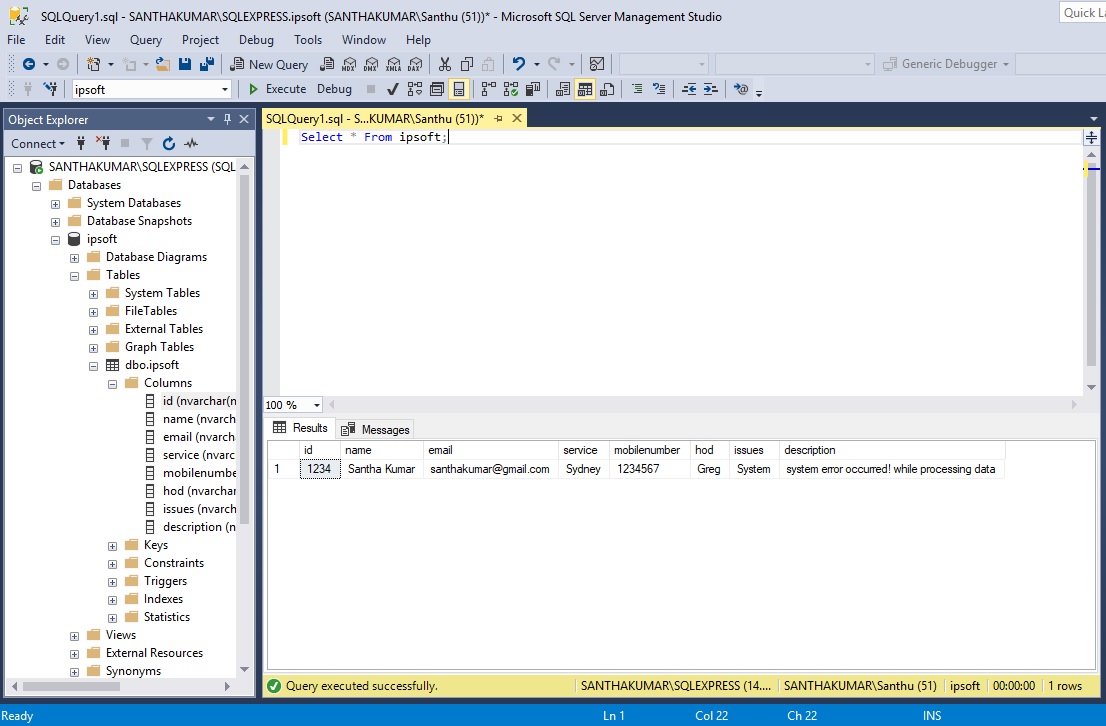 SQLQuery1.sql - SANTHAKUMAR\SQLEXPRESS.ipsoft (SANTHAKUMAR\Santhu (51))* - Microsoft SQL Server Management Studio
Quick La
File Edit View Query Project Debug Tools Window Help
New Query MDX DMX XMLA DAX Generic Debugger
ipsoft Execute Debug
Object Explorer
Connect
SANTHAKUMAR\SQLEXPRESS (SQL
Databases
System Databases
Database Snapshots
ipsoft
Database Diagrams
Tables
System Tables
FileTables
External Tables
Graph Tables
dbo.ipsoft
Columns
id (nvarchar(n
name (nvarch
email (nvarch
service (nvarc
mobilenumbe
hod (nvarchar
issues (nvarch
description (n
Keys
Constraints
Triggers
Indexes
Statistics
Views
External Resources
Synonyms
SQLQuery1.sql - S...KUMAR\Santhu (51))*
Select * From ipsoft;
100 %
Results Messages
id name email service mobilenumber hod issues description
1 1234 Santha Kumar santhakumar@gmail.com Sydney 1234567 Greg System system error occurred! while processing data
Query executed successfully. SANTHAKUMAR\SQLEXPRESS (14.... SANTHAKUMAR\Santhu (51) ipsoft 00:00:00 1 rows
Ready Ln 1 Col 22 Ch 22 INS